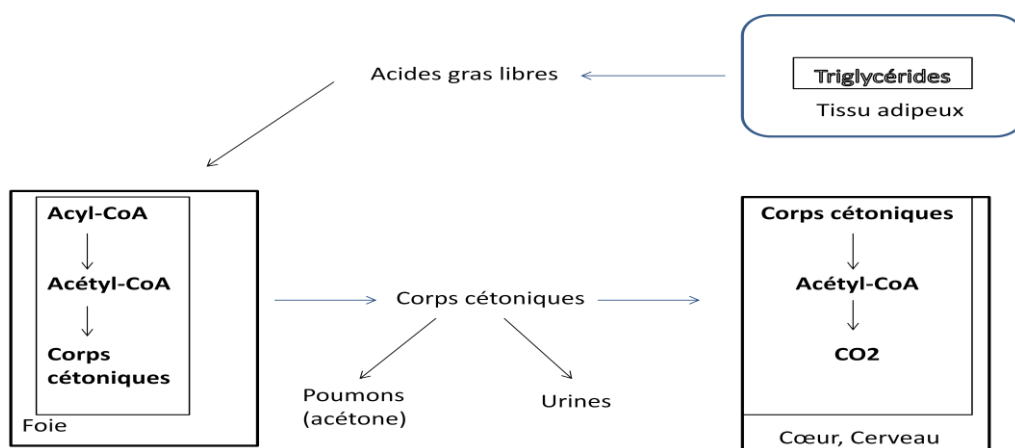 Acides gras libres
Triglycérides
Tissu adipeux
Acyl-CoA
Acétyl-CoA
Corps
cétoniques
Foie
Corps cétoniques
Poumons
(acétone)
Urines
Corps cétoniques
Acétyl-CoA
CO2
Cœur, Cerveau